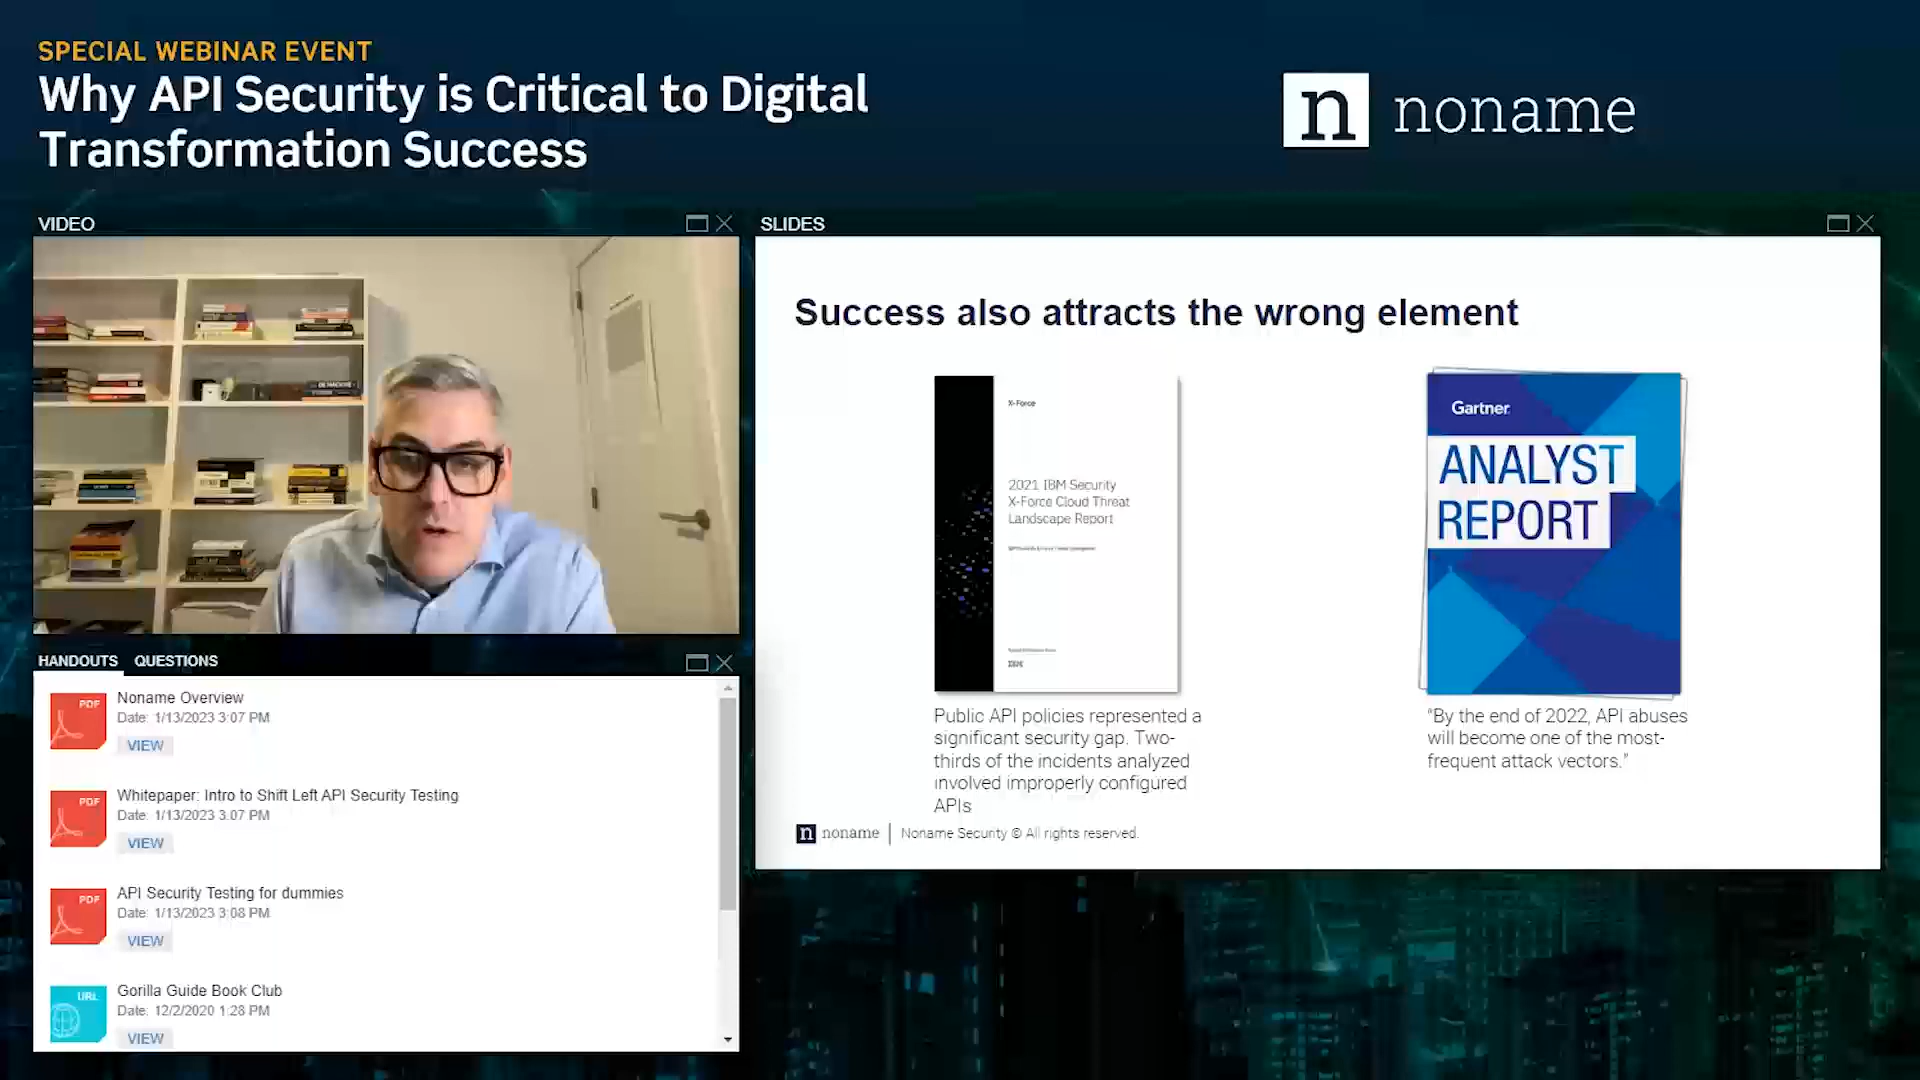 SPECIAL WEBINAR EVENT
Why API Security is Critical to Digital
Transformation Success
n noname
VIDEO
SLIDES
Success also attracts the wrong element
X-Force
2021 IBM Security
X-Force Cloud Threat
Landscape Report
IBM
Public API policies represented a
significant security gap. Two-
thirds of the incidents analyzed
involved improperly configured
APIs
Gartner
ANALYST
REPORT
“By the end of 2022, API abuses
will become one of the most-
frequent attack vectors.”
n noname | Noname Security © All rights reserved.
HANDOUTS QUESTIONS
PDF
Noname Overview
Date: 1/13/2023 3:07 PM
VIEW
PDF
Whitepaper: Intro to Shift Left API Security Testing
Date: 1/13/2023 3:07 PM
VIEW
PDF
API Security Testing for dummies
Date: 1/13/2023 3:08 PM
VIEW
URL
Gorilla Guide Book Club
Date: 12/2/2020 1:28 PM
VIEW